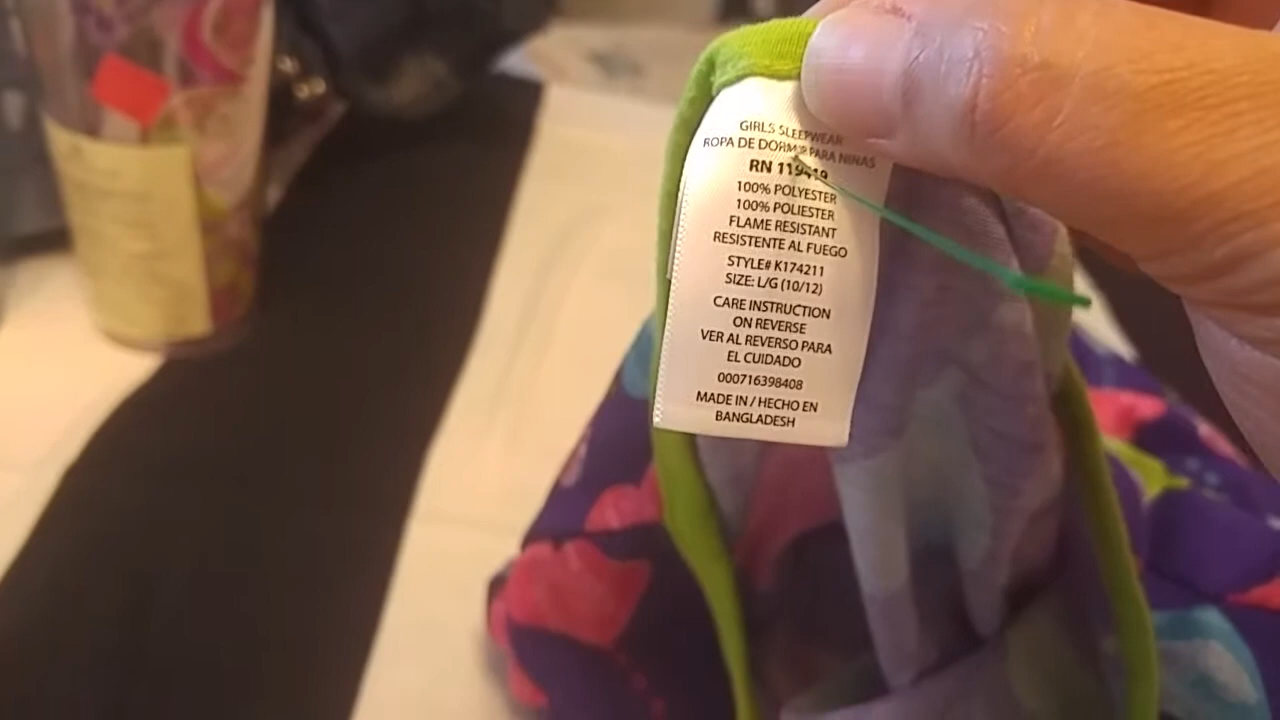 GIRLS SLEEPWEAR
ROPA DE DORMIR PARA NINAS
RN 119419
100% POLYESTER
100% POLIESTER
FLAME RESISTANT
RESISTENTE AL FUEGO
STYLE# K174211
SIZE: L/G (10/12)
CARE INSTRUCTION
ON REVERSE
VER AL REVERSO PARA
EL CUIDADO
000716398408
MADE IN / HECHO EN
BANGLADESH